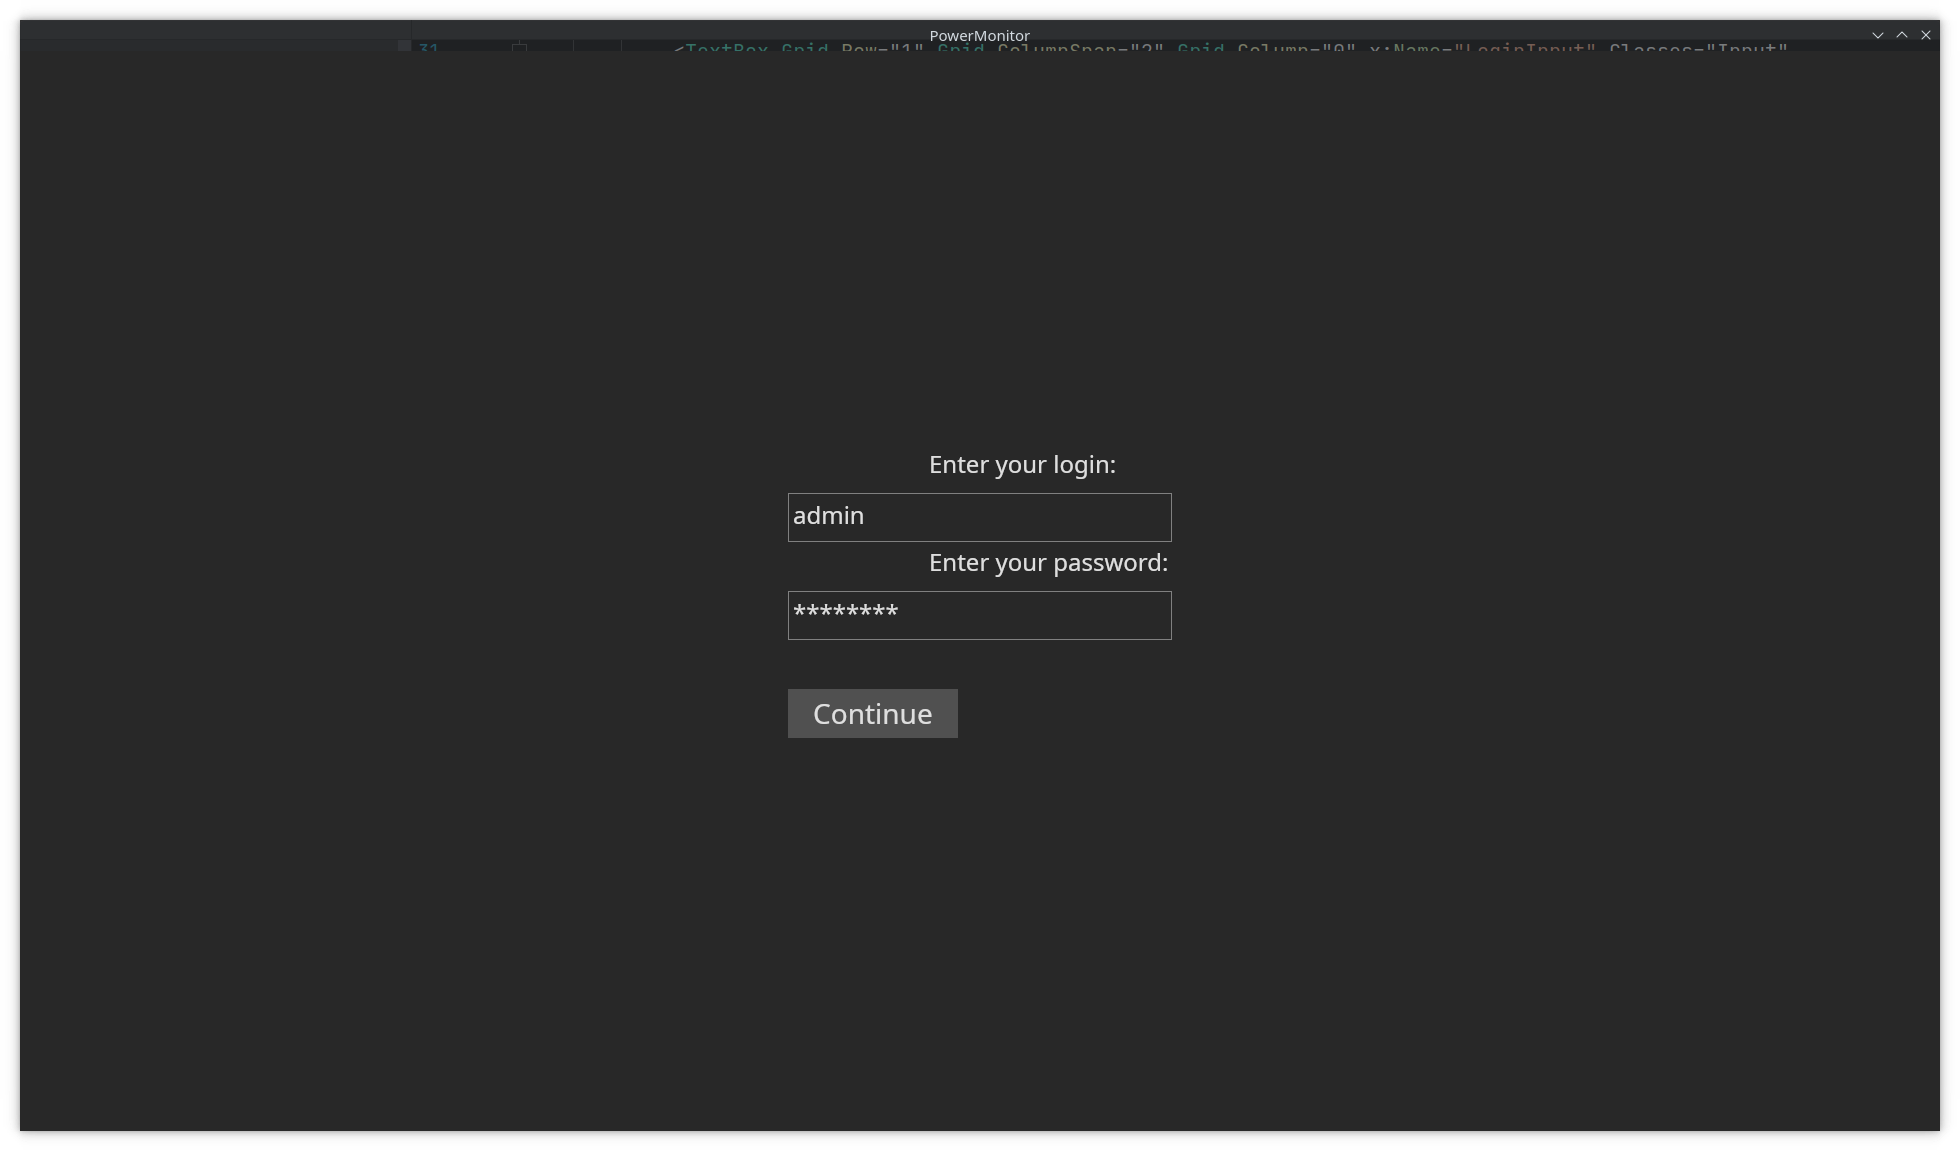 PowerMonitor
31 <TextBox Grid.Row="1" Grid.ColumnSpan="2" Grid.Column="0" x:Name="LoginInput" Classes="Input"
Enter your login:
admin
Enter your password:
********
Continue